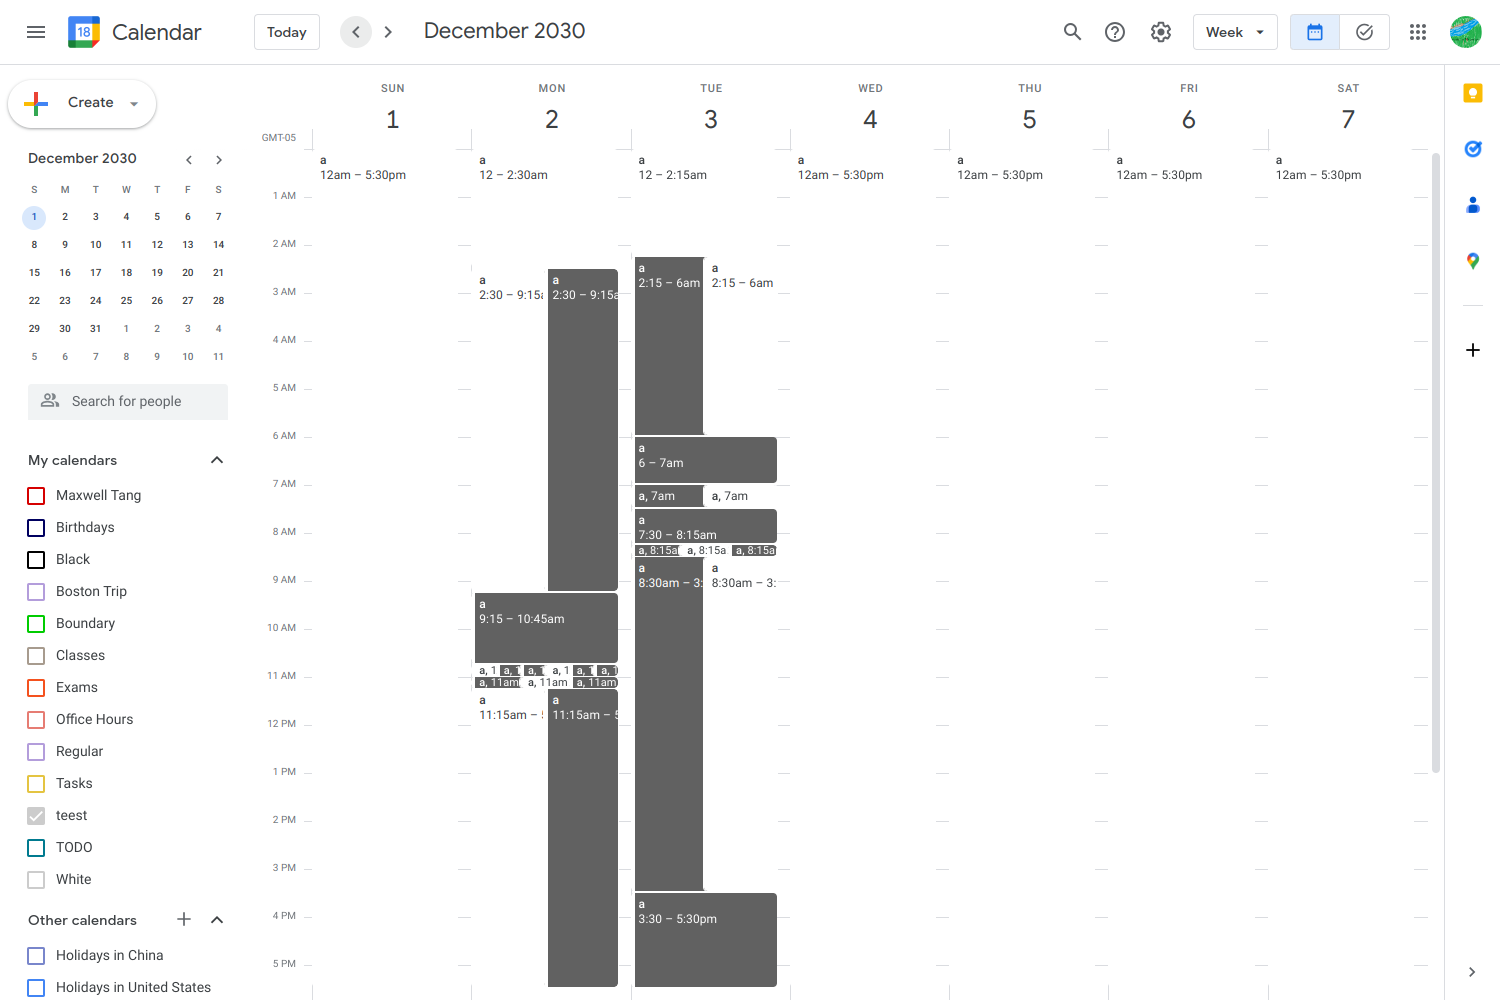 18 Calendar
Today
December 2030
Week
Create
December 2030
S M T W T F S
1 2 3 4 5 6 7
8 9 10 11 12 13 14
15 16 17 18 19 20 21
22 23 24 25 26 27 28
29 30 31 1 2 3 4
5 6 7 8 9 10 11
Search for people
My calendars
Maxwell Tang
Birthdays
Black
Boston Trip
Boundary
Classes
Exams
Office Hours
Regular
Tasks
teest
TODO
White
Other calendars
Holidays in China
Holidays in United States
GMT-05
SUN
1
MON
2
TUE
3
WED
4
THU
5
FRI
6
SAT
7
1 AM
2 AM
3 AM
4 AM
5 AM
6 AM
7 AM
8 AM
9 AM
10 AM
11 AM
12 PM
1 PM
2 PM
3 PM
4 PM
5 PM
a
12am – 5:30pm
a
12 – 2:30am
a
2:30 – 9:15a
a
2:30 – 9:15a
a
9:15 – 10:45am
a, 1
a, 1
a, 1
a, 1
a, 1
a, 1
a, 11am
a, 11am
a, 11am
a
11:15am – 5
a
11:15am – 5
a
12 – 2:15am
a
2:15 – 6am
a
2:15 – 6am
a
6 – 7am
a, 7am
a, 7am
a
7:30 – 8:15am
a, 8:15a
a, 8:15a
a, 8:15a
a
8:30am – 3:
a
8:30am – 3:
a
3:30 – 5:30pm
a
12am – 5:30pm
a
12am – 5:30pm
a
12am – 5:30pm
a
12am – 5:30pm